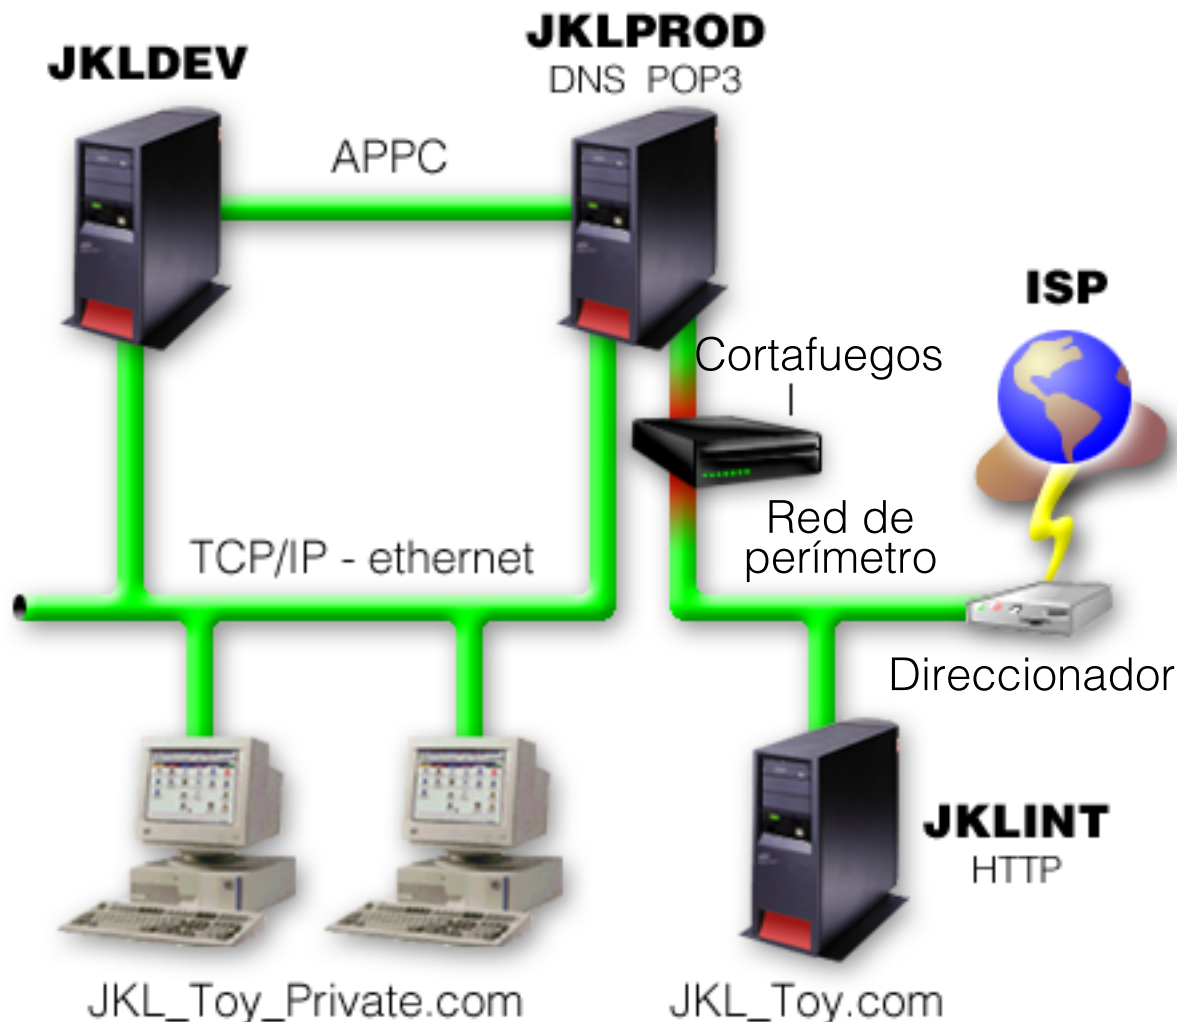 JKLDEV
JKLPROD
DNS POP3
APPC
ISP
Cortafuegos
Red de
perímetro
TCP/IP - ethernet
Direccionador
JKLINT
HTTP
JKL_Toy_Private.com
JKL_Toy.com